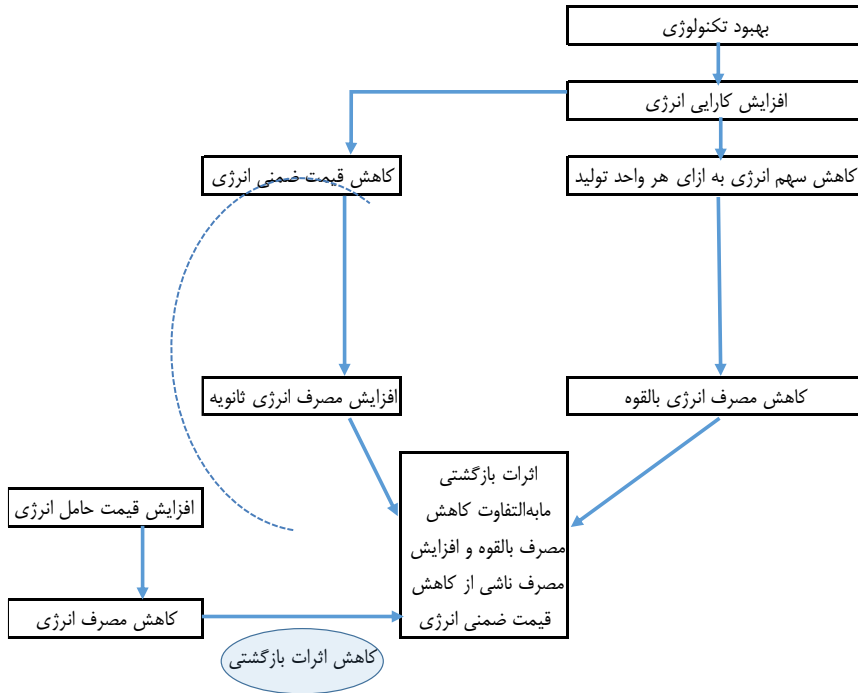 بهبود تکنولوژی
افزایش کارایی انرژی
کاهش سهم انرژی به ازای هر واحد تولید
کاهش قیمت ضمنی انرژی
کاهش مصرف انرژی بالقوه
افزایش مصرف انرژی ثانویه
اثرات بازگشتی
مابه‌التفاوت کاهش
مصرف بالقوه و افزایش
مصرف ناشی از کاهش
قیمت ضمنی انرژی
افزایش قیمت حامل انرژی
کاهش مصرف انرژی
کاهش اثرات بازگشتی